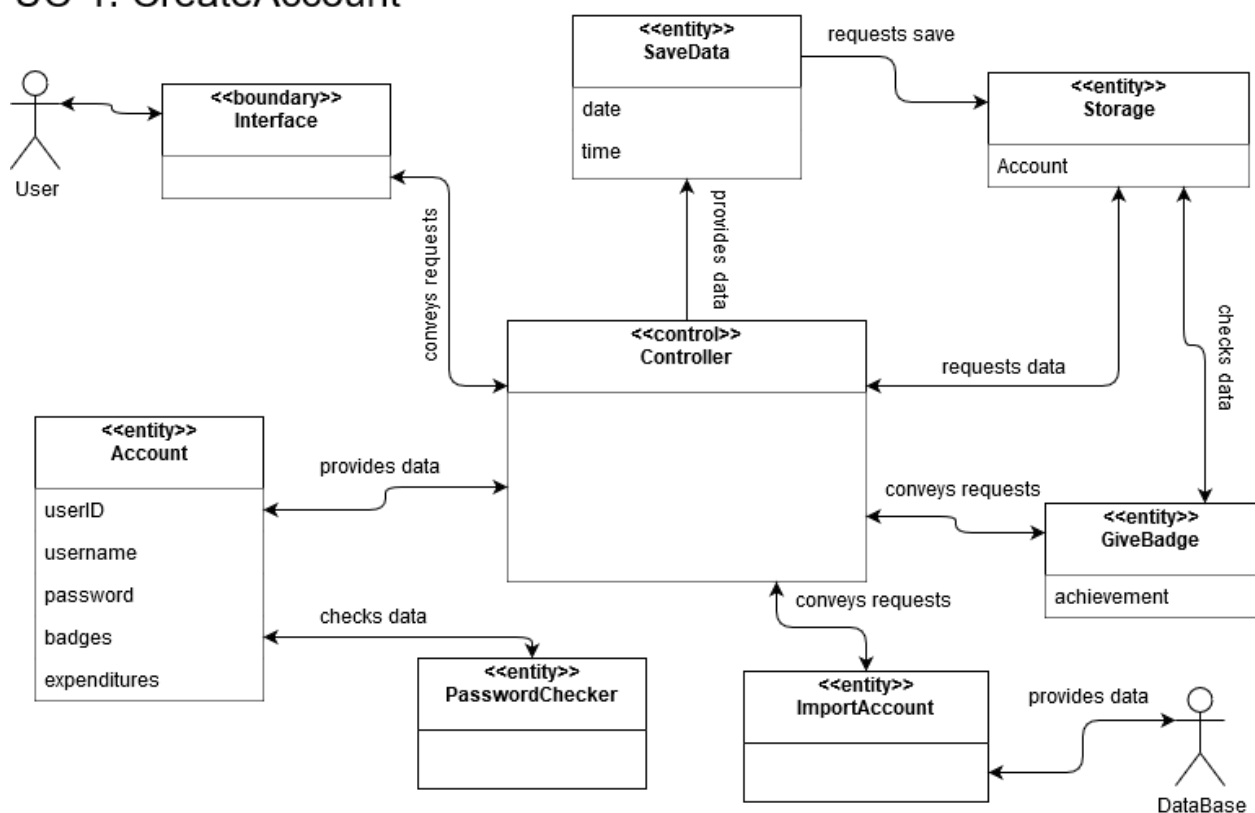 UC-1: CreateAccount
<<entity>>
SaveData
date
time
requests save
<<entity>>
Storage
Account
<<boundary>>
Interface
User
conveys requests
provides data
checks data
<<control>>
Controller
requests data
<<entity>>
Account
userID
username
password
badges
expenditures
provides data
conveys requests
<<entity>>
GiveBadge
achievement
checks data
<<entity>>
PasswordChecker
conveys requests
<<entity>>
ImportAccount
provides data
DataBase